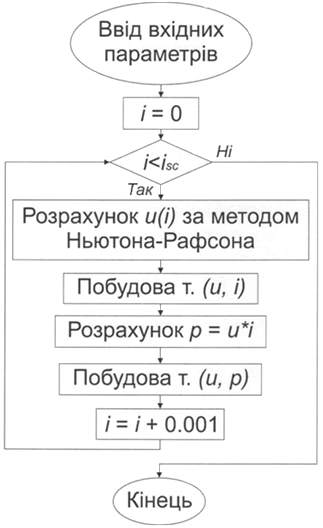 Ввід вхідних
параметрів
i = 0
i<isc
Ні
Так
Розрахунок u(i) за методом
Ньютона-Рафсона
Побудова т. (u, i)
Розрахунок p = u*i
Побудова т. (u, p)
i = i + 0.001
Кінець